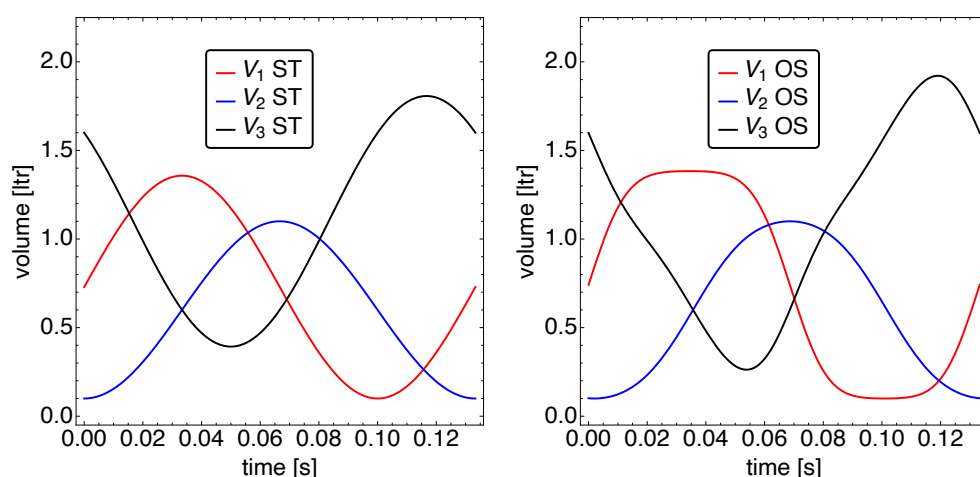 2.0
1.5
1.0
0.5
0.0
volume [ltr]
V₁ ST
V₂ ST
V₃ ST
0.00 0.02 0.04 0.06 0.08 0.10 0.12
time [s]
2.0
1.5
1.0
0.5
0.0
volume [ltr]
V₁ OS
V₂ OS
V₃ OS
0.00 0.02 0.04 0.06 0.08 0.10 0.12
time [s]